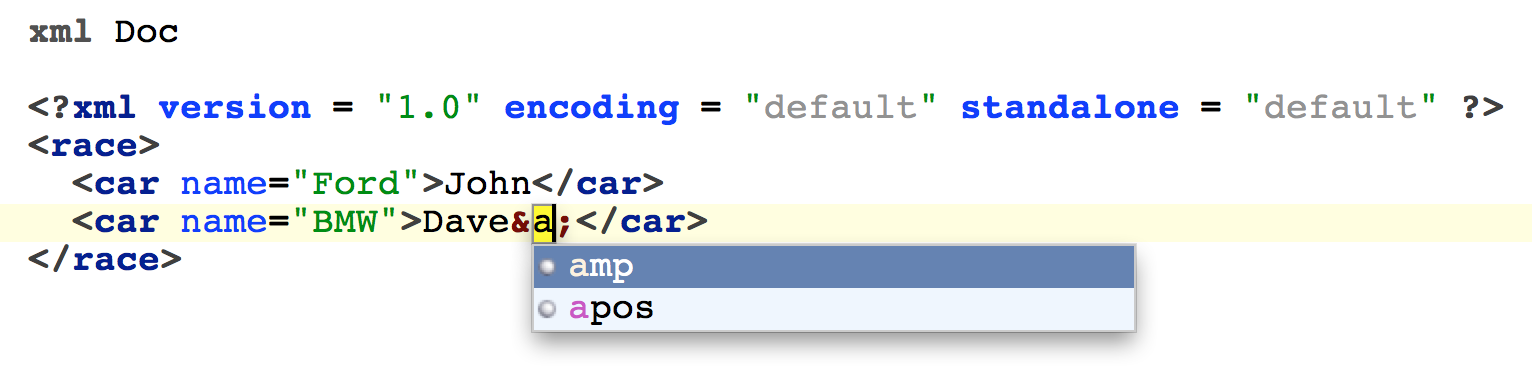 xml Doc
<?xml version = "1.0" encoding = "default" standalone = "default" ?>
<race>
<car name="Ford">John</car>
<car name="BMW">Dave&a;</car>
</race>
amp
apos